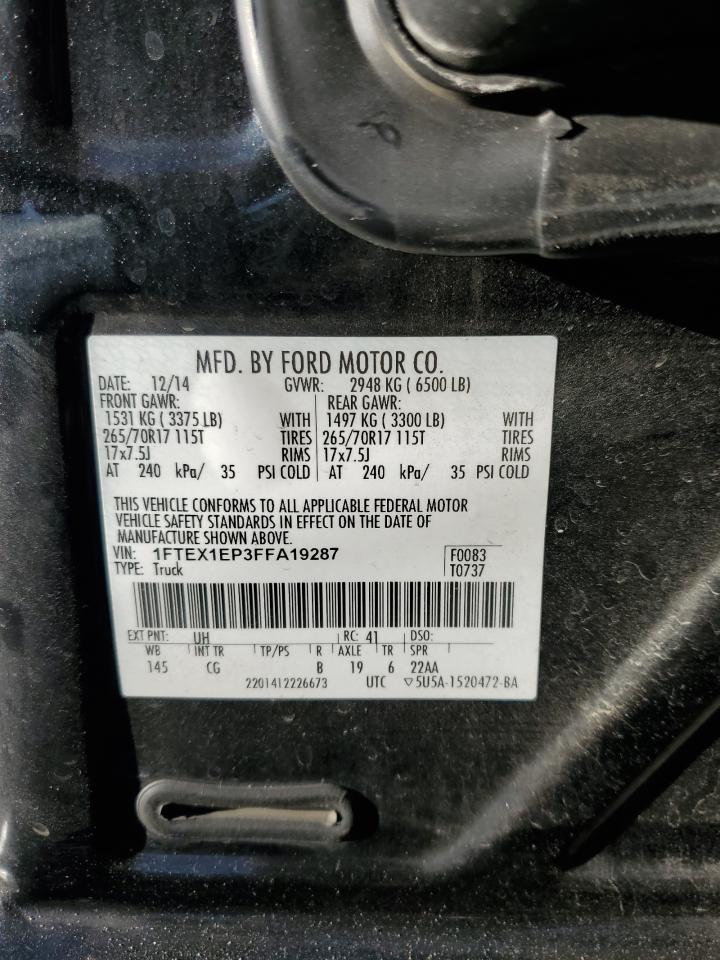 MFD. BY FORD MOTOR CO.
DATE: 12/14 GVWR: 2948 KG ( 6500 LB)
FRONT GAWR: REAR GAWR:
1531 KG ( 3375 LB) WITH 1497 KG ( 3300 LB) WITH
265/70R17 115T TIRES 265/70R17 115T TIRES
17x7.5J RIMS 17x7.5J RIMS
AT 240 kPa/ 35 PSI COLD AT 240 kPa/ 35 PSI COLD
THIS VEHICLE CONFORMS TO ALL APPLICABLE FEDERAL MOTOR
VEHICLE SAFETY STANDARDS IN EFFECT ON THE DATE OF
MANUFACTURE SHOWN ABOVE.
VIN: 1FTEX1EP3FFA19287 F0083
TYPE: Truck T0737
EXT PNT: UH RC: 41 DSO:
WB INT TR TP/PS R AXLE TR SPR
145 CG B 19 6 22AA
2201412226673 UTC ▽5U5A-1520472-BA